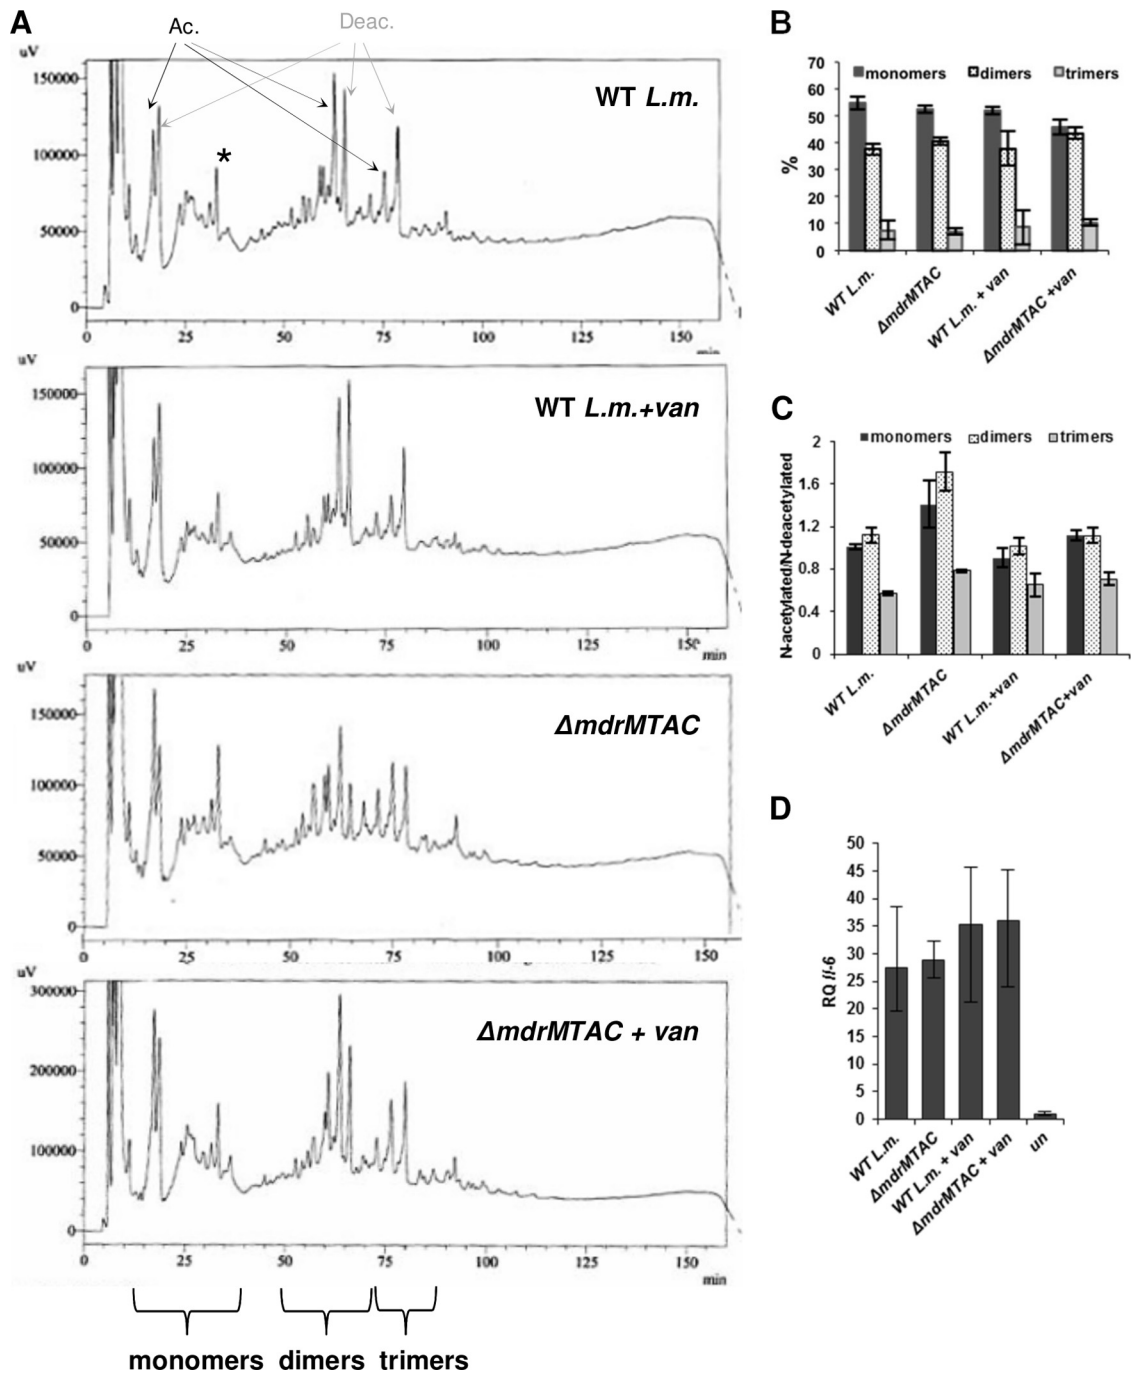 A
Ac.
Deac.
uV
150000
100000
50000
0
WT L.m.
*
0 25 50 75 100 125 150
uV
150000
100000
50000
0
WT L.m.+van
0 25 50 75 100 125
min
uV
150000
100000
50000
0
ΔmdrMTAC
0 25 50 75 100 125 150
uV
300000
200000
100000
0
ΔmdrMTAC + van
0 25 50 75 100 125 150
min
monomers dimers trimers
B
70
60
50
40
30
20
10
0
%
monomers dimers trimers
WT L.m.
ΔmdrMTAC
WT L.m. + van
ΔmdrMTAC +van
C
2
1.6
1.2
0.8
0.4
0
N-acetylated/N-deacetylated
monomers dimers trimers
WT L.m.
ΔmdrMTAC
WT L.m.+van
ΔmdrMTAC+van
D
50
45
40
35
30
25
20
15
10
5
0
RQ Il-6
WT L.m.
ΔmdrMTAC
WT L.m. + van
ΔmdrMTAC + van
un